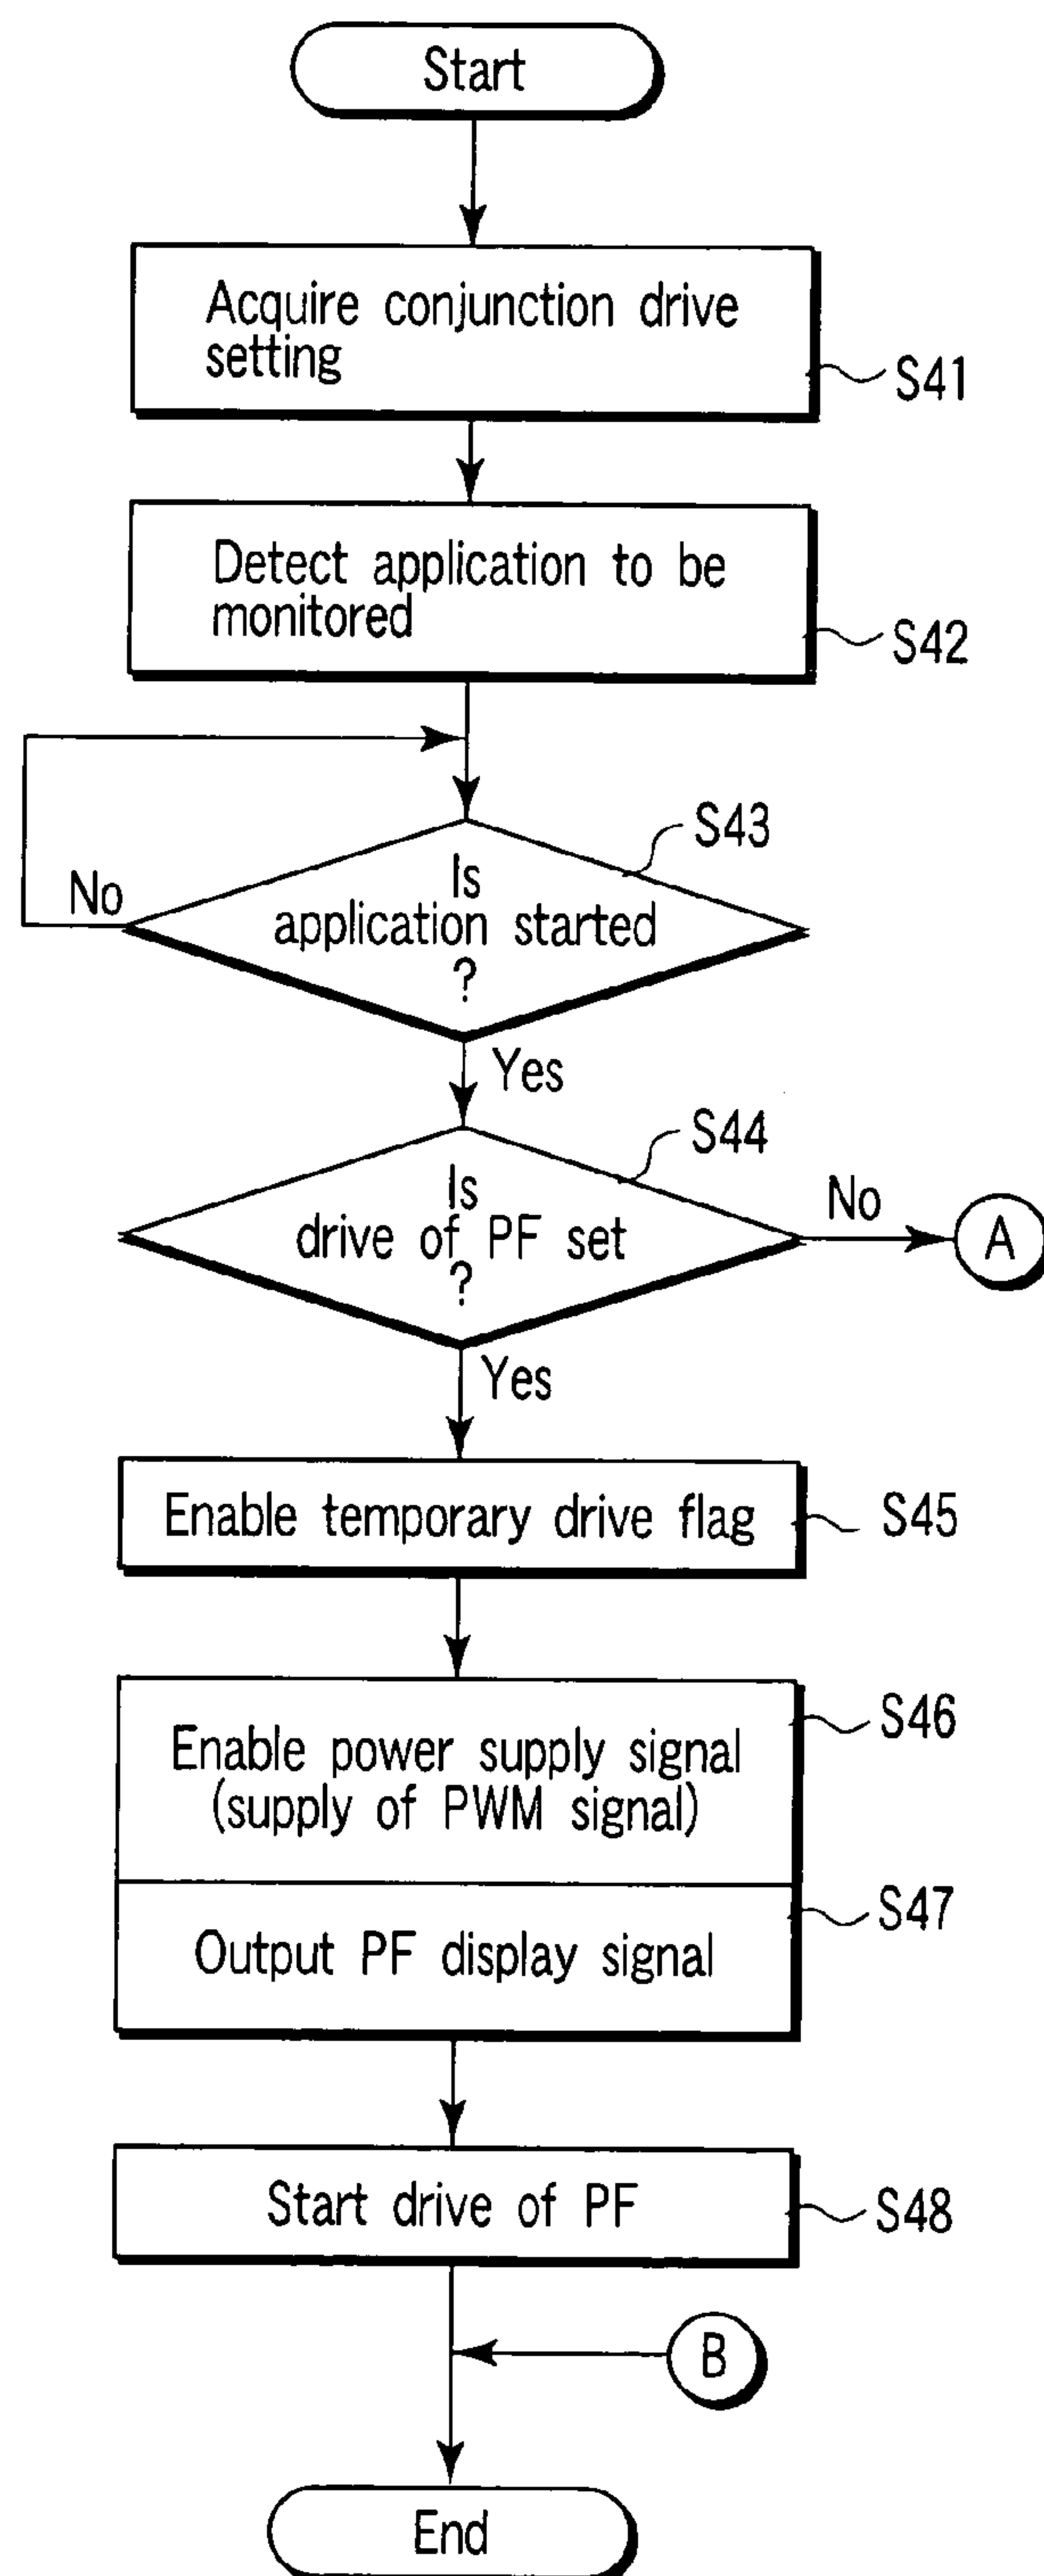 Start
Acquire conjunction drive
setting
S41
Detect application to be
monitored
S42
S43
Is
application started
?
No
Yes
S44
Is
drive of PF set
?
No
A
Yes
Enable temporary drive flag
S45
Enable power supply signal
(supply of PWM signal)
S46
Output PF display signal
S47
Start drive of PF
S48
B
End